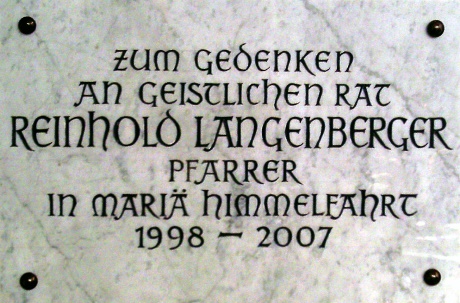 ZUM GEDENKEN
AN GEISTLICHEN RAT
REINHOLD LANGENBERGER
PFARRER
IN MARIÄ HIMMELFAHRT
1998 – 2007